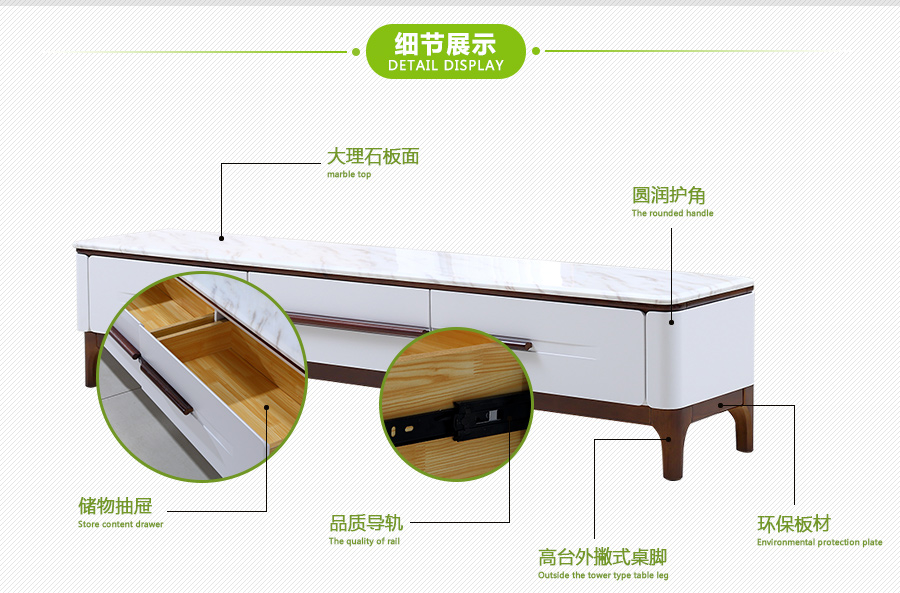 细节展示
DETAIL DISPLAY
大理石板面
marble top
圆润护角
The rounded handle
储物抽屉
Store content drawer
品质导轨
The quality of rail
高台外撇式桌脚
Outside the tower type table leg
环保板材
Environmental protection plate